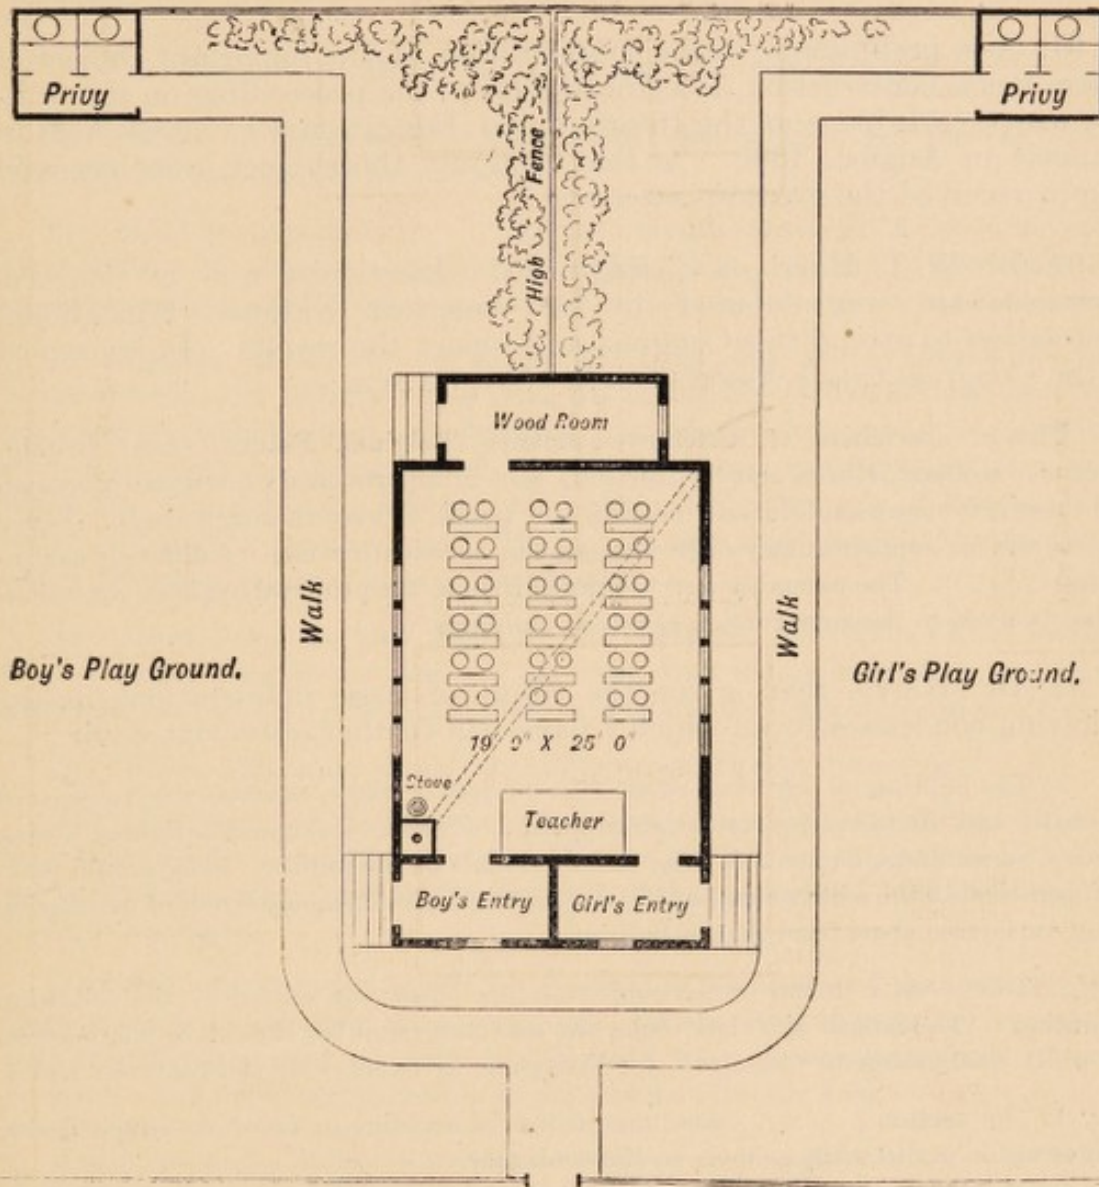 Privy
Privy
High Fence
Wood Room
Walk
Walk
Boy's Play Ground.
Girl's Play Ground.
19' 0" X 25' 0"
Stove
Teacher
Boy's Entry
Girl's Entry